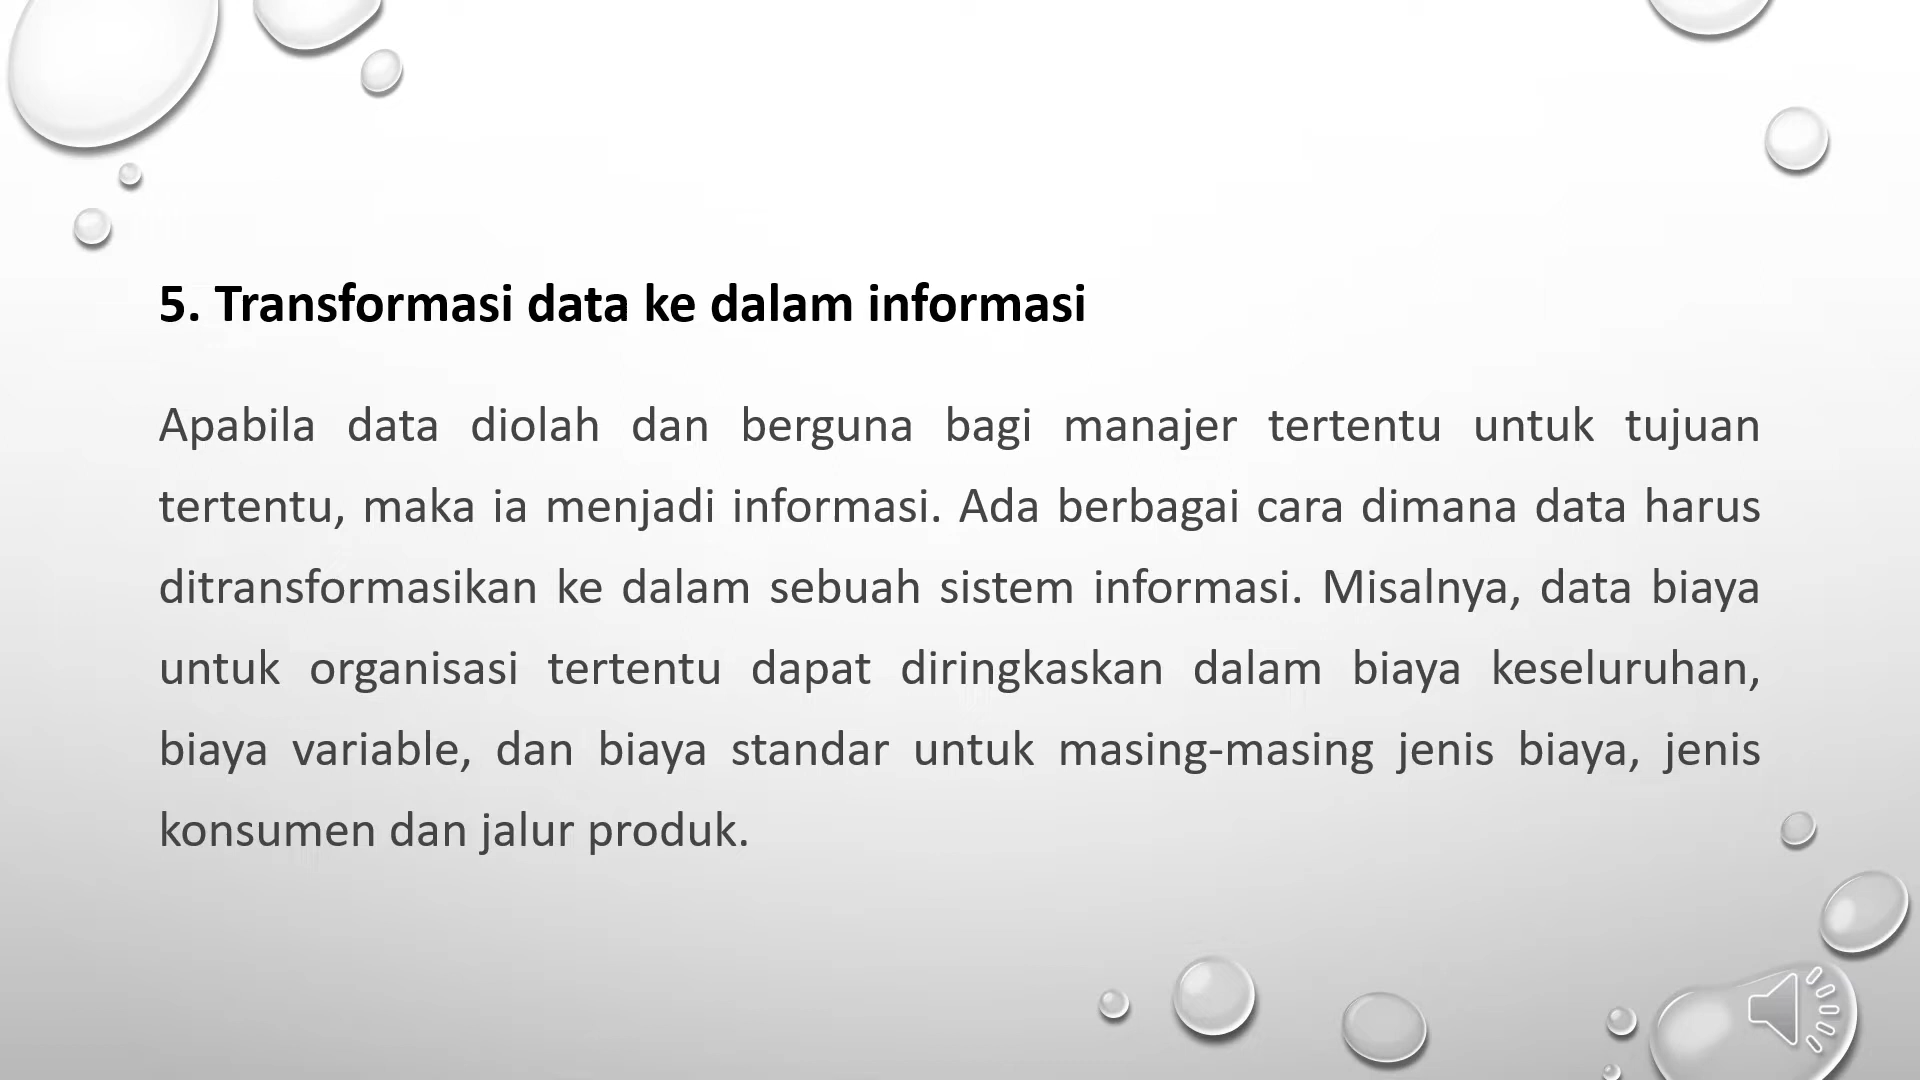 5. Transformasi data ke dalam informasi
Apabila data diolah dan berguna bagi manajer tertentu untuk tujuan
tertentu, maka ia menjadi informasi. Ada berbagai cara dimana data harus
ditransformasikan ke dalam sebuah sistem informasi. Misalnya, data biaya
untuk organisasi tertentu dapat diringkaskan dalam biaya keseluruhan,
biaya variable, dan biaya standar untuk masing-masing jenis biaya, jenis
konsumen dan jalur produk.